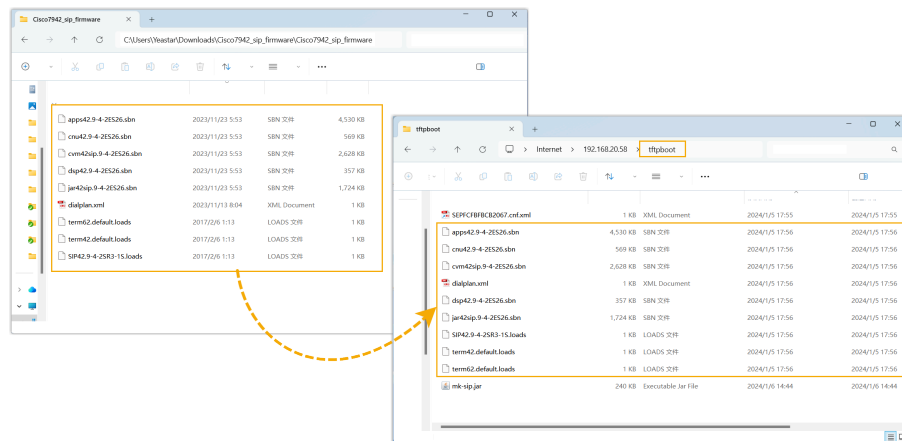 Cisco7942_sip_firmware
C:\Users\Yeastar\Downloads\Cisco7942_sip_firmware\Cisco7942_sip_firmware
apps42.9-4-2ES26.sbn 2023/11/23 5:53 SBN 文件 4,530 KB
cnu42.9-4-2ES26.sbn 2023/11/23 5:53 SBN 文件 569 KB
cvm42sip.9-4-2ES26.sbn 2023/11/23 5:53 SBN 文件 2,628 KB
dsp42.9-4-2ES26.sbn 2023/11/23 5:53 SBN 文件 357 KB
jar42sip.9-4-2ES26.sbn 2023/11/23 5:53 SBN 文件 1,724 KB
dialplan.xml 2023/11/13 8:04 XML Document 1 KB
term62.default.loads 2017/2/6 1:13 LOADS 文件 1 KB
term42.default.loads 2017/2/6 1:13 LOADS 文件 1 KB
SIP42.9-4-2SR3-1S.loads 2017/2/6 1:13 LOADS 文件 1 KB
tftpboot
Internet > 192.168.20.58 > tftpboot
SEPFCFBFBCB2067.cnf.xml 1 KB XML Document 2024/1/5 17:55 2024/1/5 17:55
apps42.9-4-2ES26.sbn 4,530 KB SBN 文件 2024/1/5 17:56 2024/1/5 17:56
cnu42.9-4-2ES26.sbn 569 KB SBN 文件 2024/1/5 17:56 2024/1/5 17:56
cvm42sip.9-4-2ES26.sbn 2,628 KB SBN 文件 2024/1/5 17:56 2024/1/5 17:56
dialplan.xml 1 KB XML Document 2024/1/5 17:56 2024/1/5 17:56
dsp42.9-4-2ES26.sbn 357 KB SBN 文件 2024/1/5 17:56 2024/1/5 17:56
jar42sip.9-4-2ES26.sbn 1,724 KB SBN 文件 2024/1/5 17:56 2024/1/5 17:56
SIP42.9-4-2SR3-1S.loads 1 KB LOADS 文件 2024/1/5 17:56 2024/1/5 17:56
term42.default.loads 1 KB LOADS 文件 2024/1/5 17:56 2024/1/5 17:56
term62.default.loads 1 KB LOADS 文件 2024/1/5 17:56 2024/1/5 17:56
mk-sip.jar 240 KB Executable Jar File 2024/1/6 14:44 2024/1/6 14:44